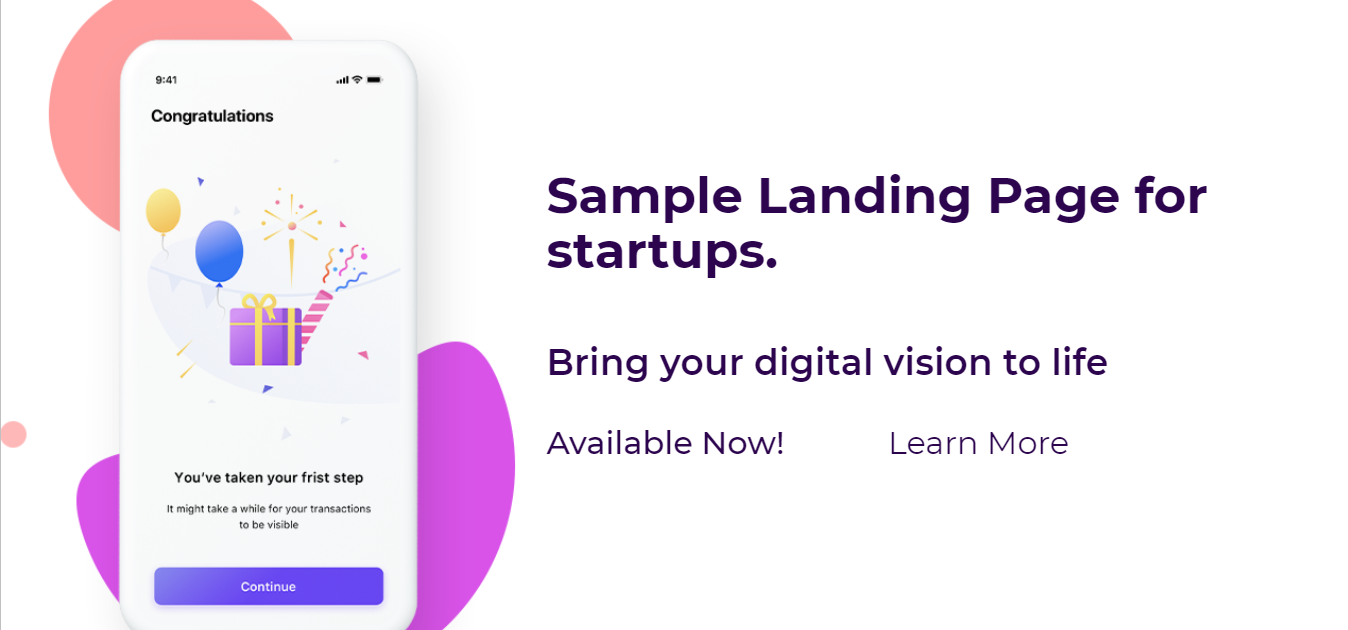 9:41
Congratulations
You've taken your frist step
It might take a while for your transactions
to be visible
Continue
Sample Landing Page for
startups.
Bring your digital vision to life
Available Now!
Learn More